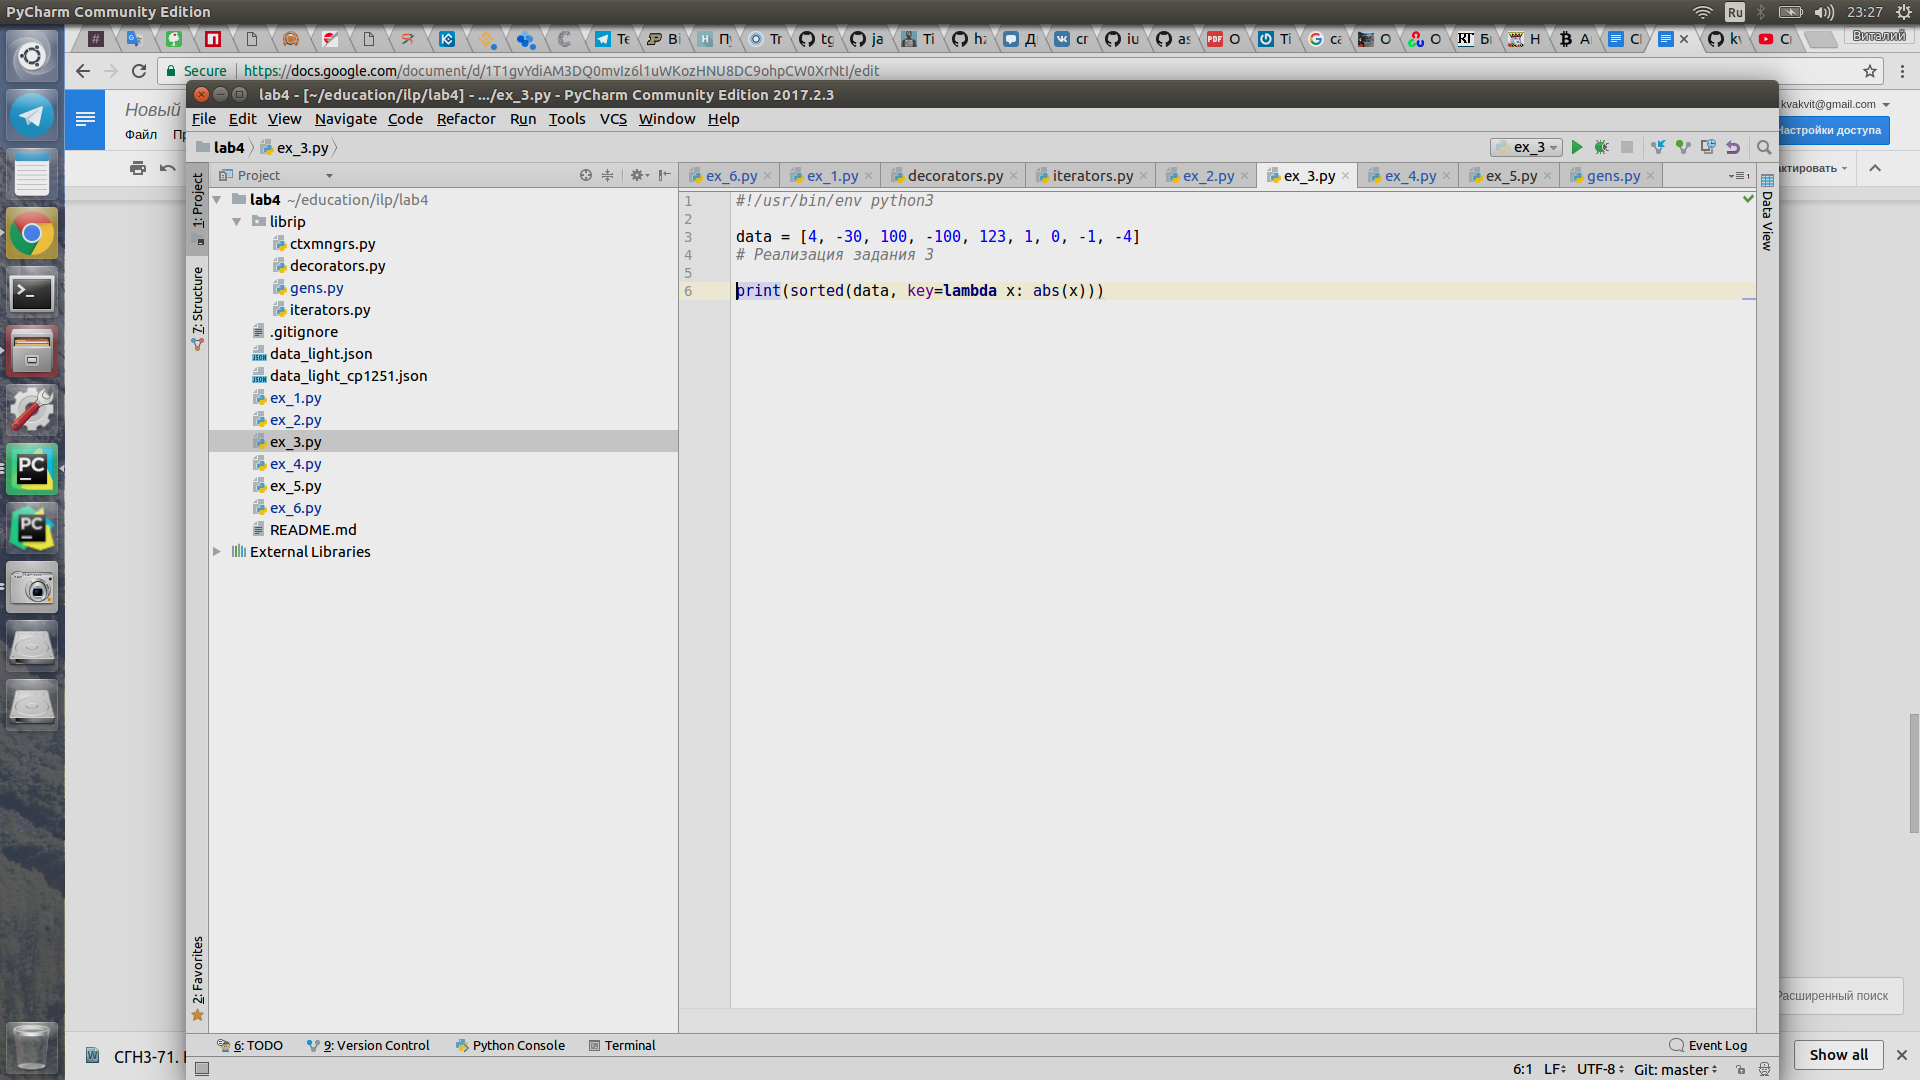 PyCharm Community Edition
Ru
23:27
Виталий
Secure
https://docs.google.com/document/d/1T1gvYdiAM3DQ0mvIz6l1uWKozHNU8DC9ohpCW0XrNtI/edit
lab4 - [~/education/ilp/lab4] - .../ex_3.py - PyCharm Community Edition 2017.2.3
Новый
Файл
kvakvit@gmail.com
Настройки доступа
File Edit View Navigate Code Refactor Run Tools VCS Window Help
lab4 ex_3.py
ex_3
Project
ex_6.py ex_1.py decorators.py iterators.py ex_2.py ex_3.py ex_4.py ex_5.py gens.py
1: Project
7: Structure
2: Favorites
Data View
lab4 ~/education/ilp/lab4
librip
ctxmngrs.py
decorators.py
gens.py
iterators.py
.gitignore
data_light.json
data_light_cp1251.json
ex_1.py
ex_2.py
ex_3.py
ex_4.py
ex_5.py
ex_6.py
README.md
External Libraries
1 #!/usr/bin/env python3
2
3 data = [4, -30, 100, -100, 123, 1, 0, -1, -4]
4 # Реализация задания 3
5
6 print(sorted(data, key=lambda x: abs(x)))
Расширенный поиск
6: TODO 9: Version Control Python Console Terminal Event Log
6:1 LF UTF-8 Git: master
СГН3-71.
Show all